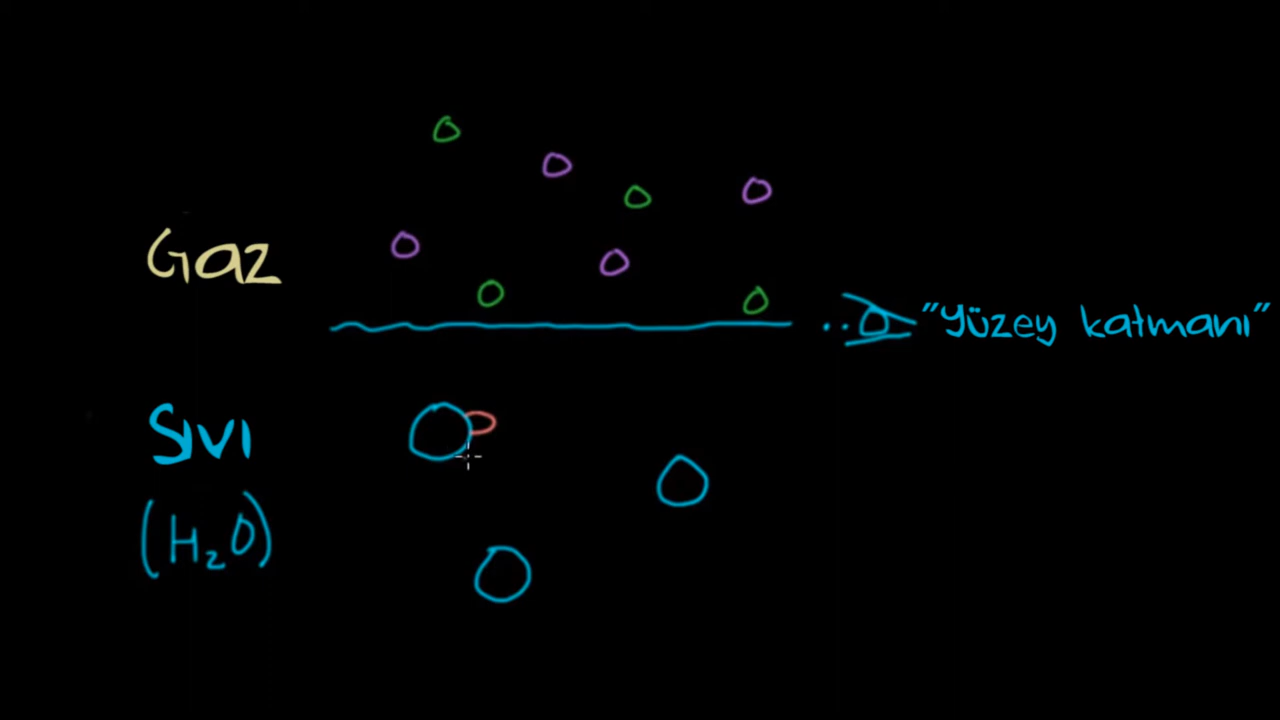 Gaz
"Yüzey katmanı"
Sıvı
(H₂O)